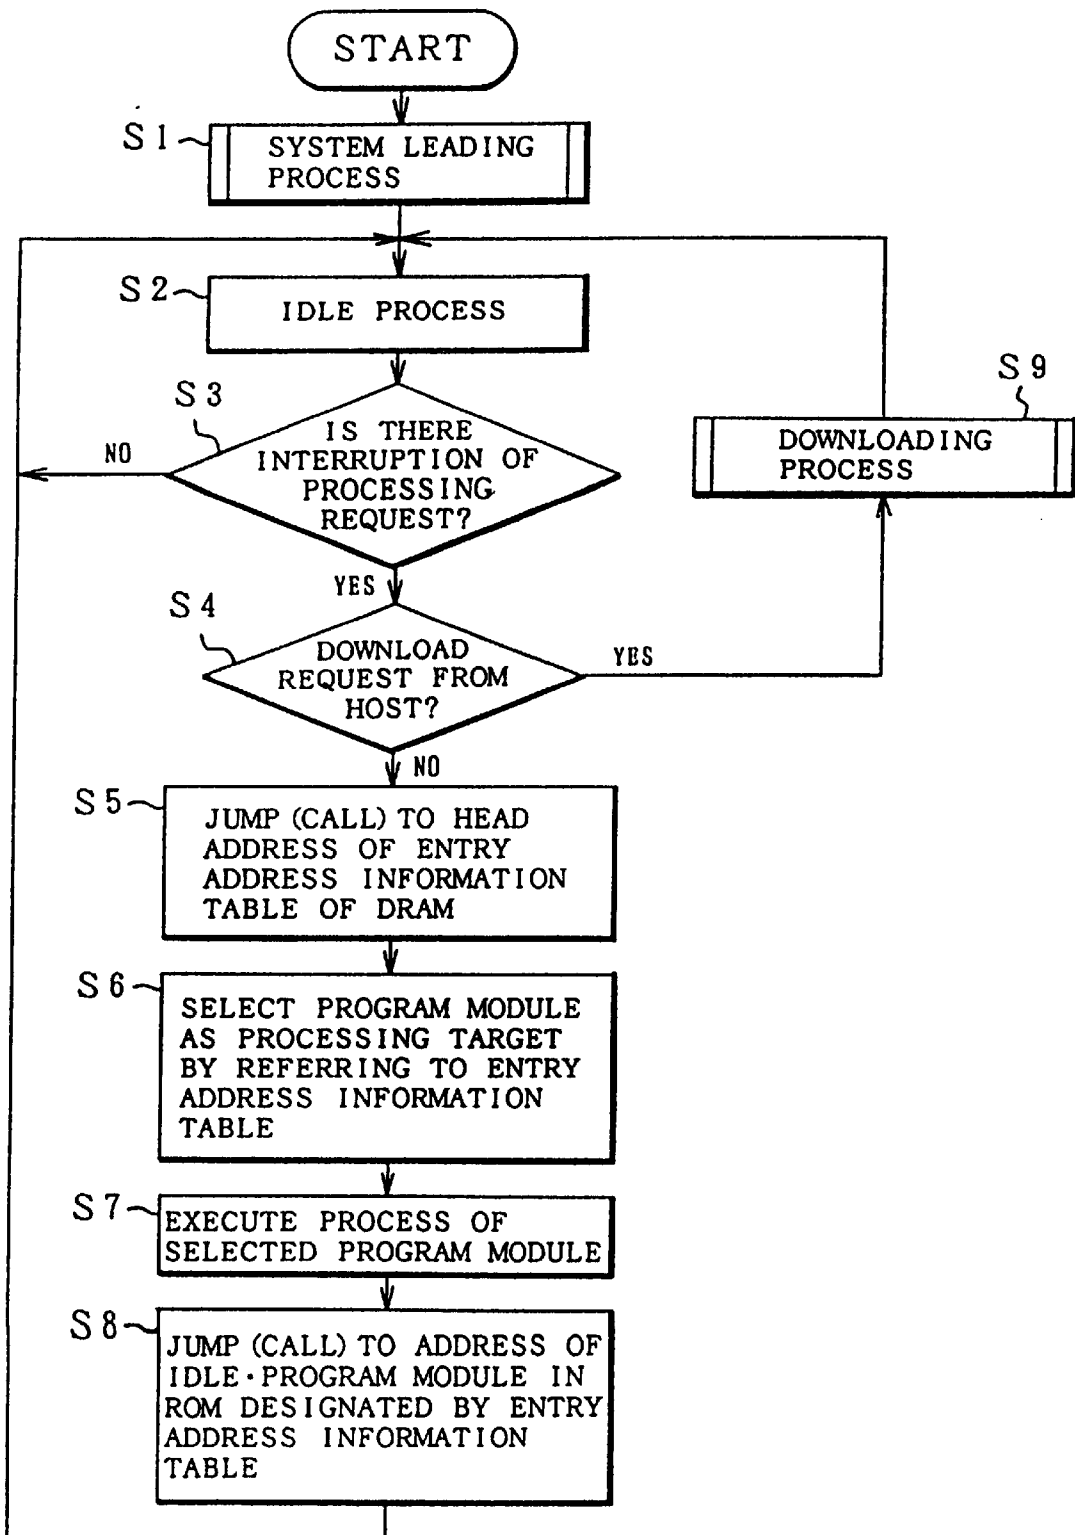 START
S1
SYSTEM LEADING
PROCESS
S2
IDLE PROCESS
S3
IS THERE
INTERRUPTION OF
PROCESSING
REQUEST?
NO
YES
S9
DOWNLOADING
PROCESS
S4
DOWNLOAD
REQUEST FROM
HOST?
YES
NO
S5
JUMP (CALL) TO HEAD
ADDRESS OF ENTRY
ADDRESS INFORMATION
TABLE OF DRAM
S6
SELECT PROGRAM MODULE
AS PROCESSING TARGET
BY REFERRING TO ENTRY
ADDRESS INFORMATION
TABLE
S7
EXECUTE PROCESS OF
SELECTED PROGRAM MODULE
S8
JUMP (CALL) TO ADDRESS OF
IDLE・PROGRAM MODULE IN
ROM DESIGNATED BY ENTRY
ADDRESS INFORMATION
TABLE